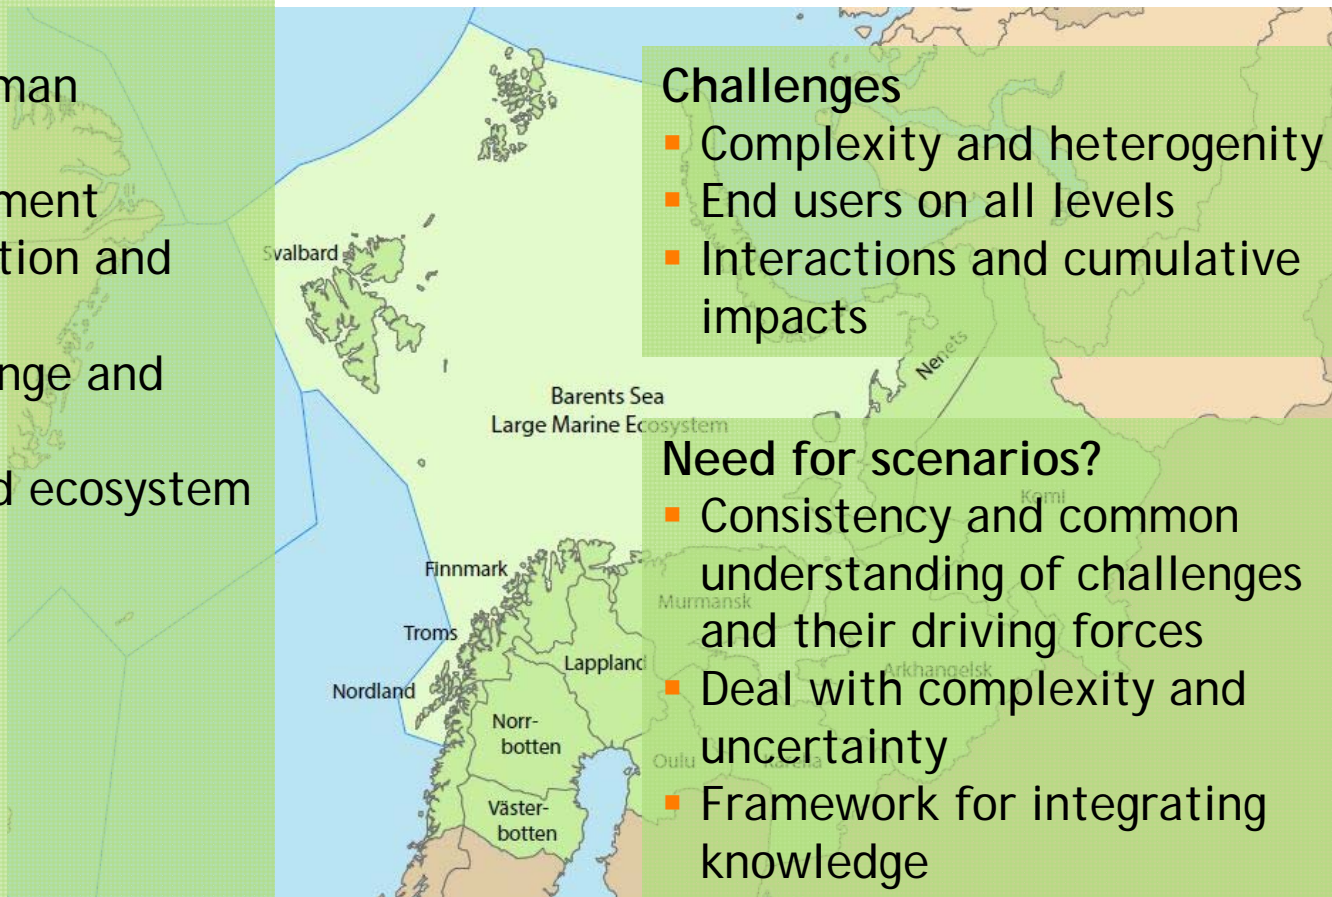 man
ment
tion and
nge and
d ecosystem
Challenges
▪ Complexity and heterogenity
▪ End users on all levels
▪ Interactions and cumulative
impacts
Need for scenarios?
▪ Consistency and common
understanding of challenges
and their driving forces
▪ Deal with complexity and
uncertainty
▪ Framework for integrating
knowledge
Svalbard
Barents Sea
Large Marine Ecosystem
Nenets
Komi
Finnmark
Murmansk
Troms
Lappland
Arkhangelsk
Nordland
Norr-
botten
Oulu
Karelia
Väster-
botten